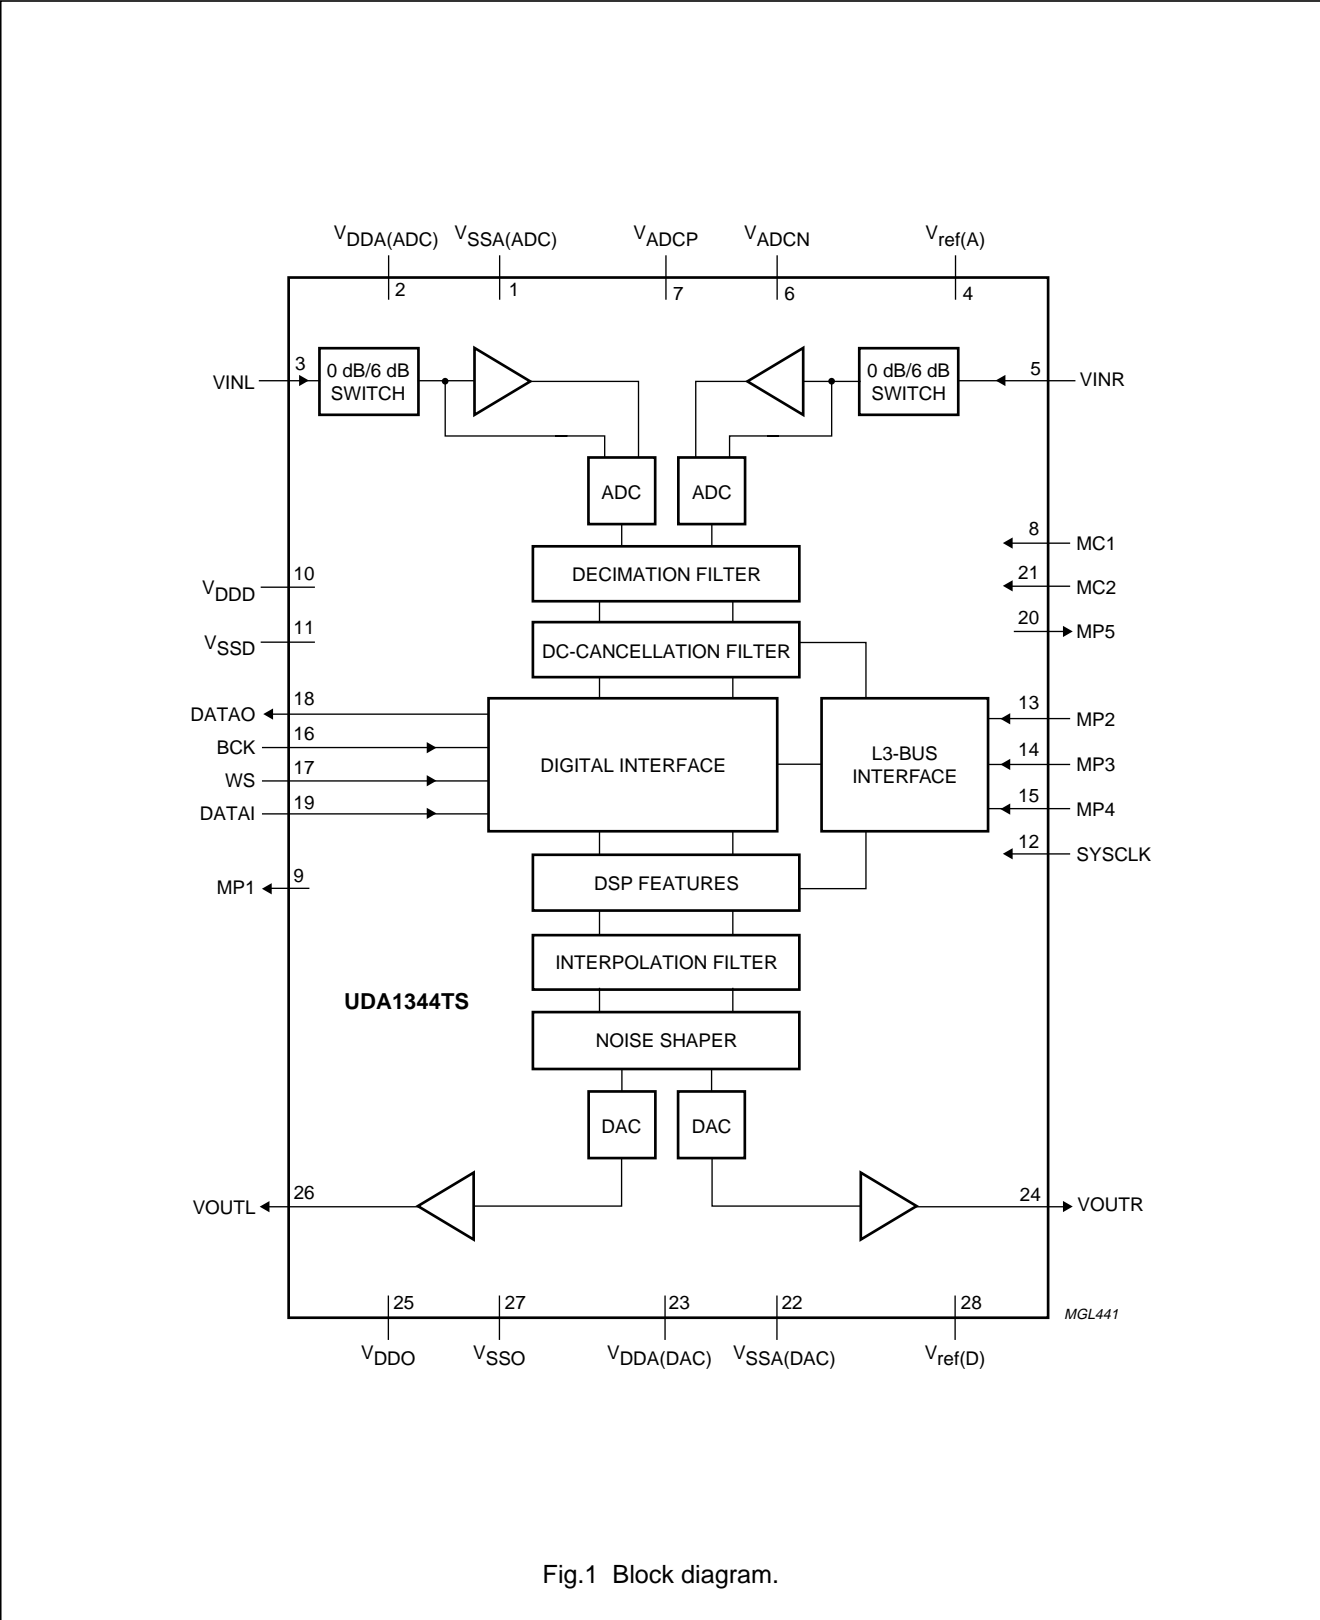 VDDA(ADC) VSSA(ADC) VADCP VADCN Vref(A)
2 1 7 6 4
VINL 3 0 dB/6 dB SWITCH 0 dB/6 dB SWITCH 5 VINR
ADC ADC
8 MC1
DECIMATION FILTER
VDDD 10 21 MC2
VSSD 11 20 MP5
DC-CANCELLATION FILTER
DATAO 18 13 MP2
BCK 16
DIGITAL INTERFACE
L3-BUS
INTERFACE
14 MP3
WS 17
DATAI 19 15 MP4
12 SYSCLK
MP1 9
DSP FEATURES
INTERPOLATION FILTER
UDA1344TS
NOISE SHAPER
DAC DAC
VOUTL 26 24 VOUTR
25 27 23 22 28
MGL441
VDDO VSSO VDDA(DAC) VSSA(DAC) Vref(D)
Fig.1 Block diagram.